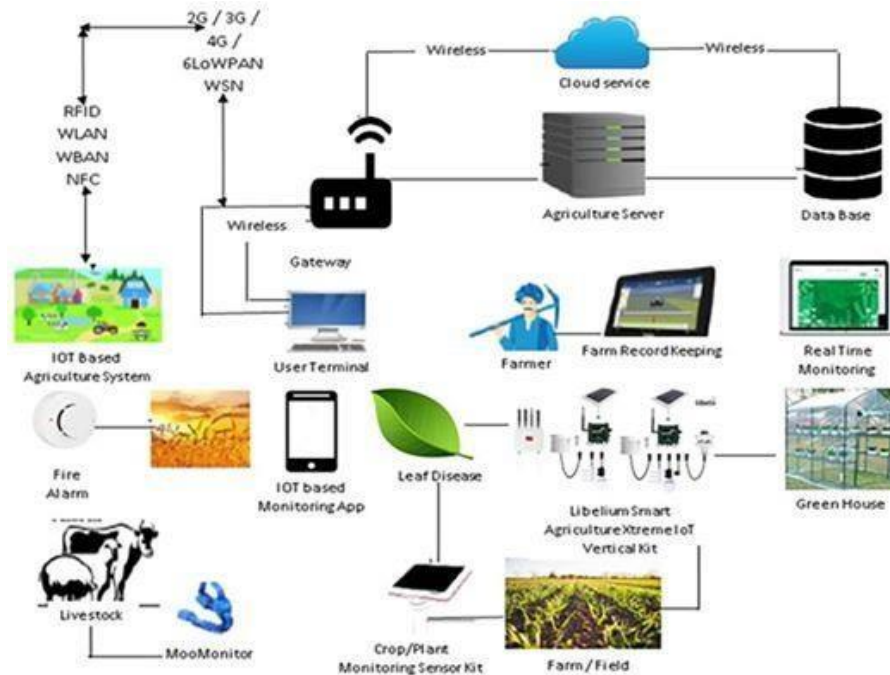 2G / 3G /
4G /
6LoWPAN
WSN
Wireless
Wireless
Cloud service
RFID
WLAN
WBAN
NFC
Agriculture Server
Data Base
Wireless
Gateway
IOT Based
Agriculture System
User Terminal
Farmer
Farm Record Keeping
Real Time
Monitoring
Fire
Alarm
IOT based
Monitoring App
Leaf Disease
Libelium Smart
Agriculture Xtreme IoT
Vertical Kit
Green House
Livestock
MooMonitor
Crop/Plant
Monitoring Sensor Kit
Farm / Field